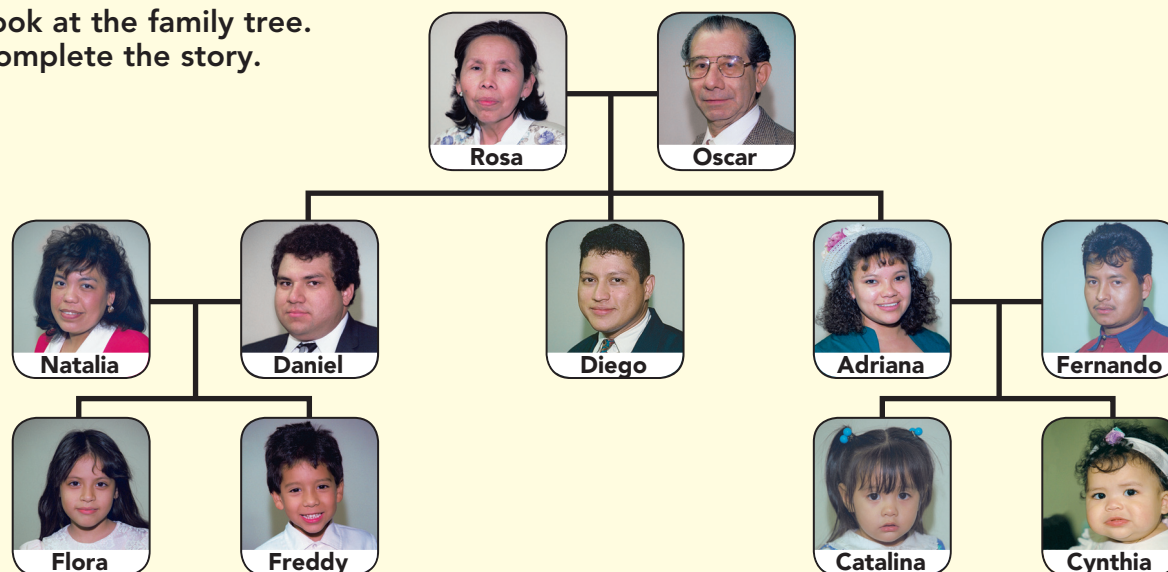 ook at the family tree.
omplete the story.
Rosa Oscar
Natalia Daniel Diego Adriana Fernando
Flora Freddy Catalina Cynthia